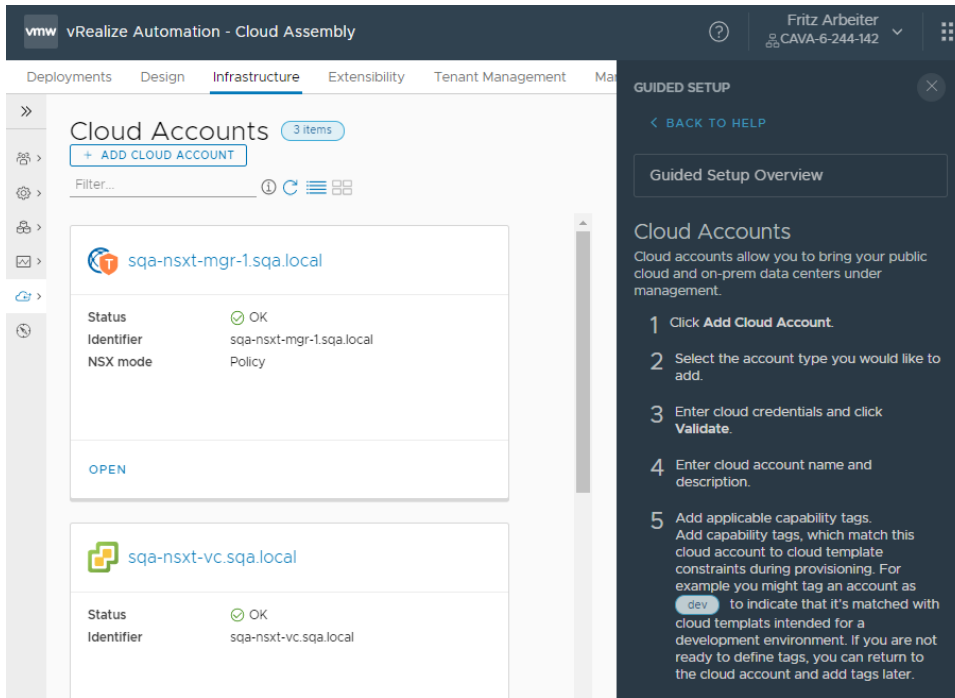 vmw vRealize Automation - Cloud Assembly
Fritz Arbeiter
CAVA-6-244-142
Deployments Design Infrastructure Extensibility Tenant Management Mar
Cloud Accounts 3 items
+ ADD CLOUD ACCOUNT
Filter...
sqa-nsxt-mgr-1.sqa.local
Status OK
Identifier sqa-nsxt-mgr-1.sqa.local
NSX mode Policy
OPEN
sqa-nsxt-vc.sqa.local
Status OK
Identifier sqa-nsxt-vc.sqa.local
GUIDED SETUP
BACK TO HELP
Guided Setup Overview
Cloud Accounts
Cloud accounts allow you to bring your public
cloud and on-prem data centers under
management.
1 Click Add Cloud Account.
2 Select the account type you would like to
add.
3 Enter cloud credentials and click
Validate.
4 Enter cloud account name and
description.
5 Add applicable capability tags.
Add capability tags, which match this
cloud account to cloud template
constraints during provisioning. For
example you might tag an account as
dev to indicate that it's matched with
cloud templats intended for a
development environment. If you are not
ready to define tags, you can return to
the cloud account and add tags later.